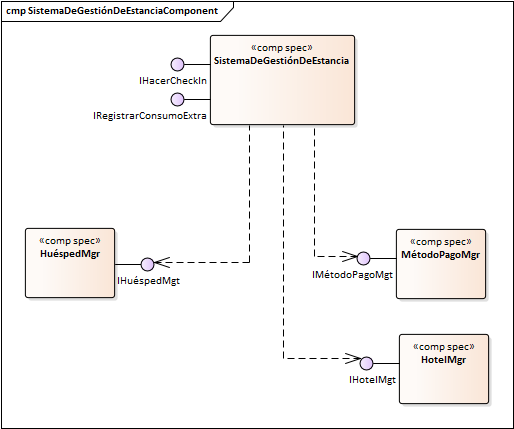 cmp SistemaDeGestiónDeEstanciaComponent
«comp spec»
SistemaDeGestiónDeEstancia
IHacerCheckIn
IRegistrarConsumoExtra
«comp spec»
HuéspedMgr
IHuéspedMgt
«comp spec»
MétodoPagoMgr
IMétodoPagoMgt
«comp spec»
HotelMgr
IHotelMgt